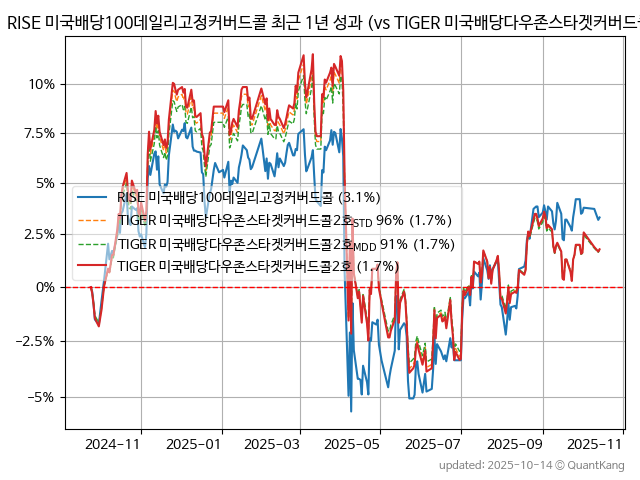 RISE 미국배당100데일리고정커버드콜 최근 1년 성과 (vs TIGER 미국배당다우존스타겟커버드
10%
7.5%
5%
2.5%
0%
−2.5%
−5%
RISE 미국배당100데일리고정커버드콜 (3.1%)
TIGER 미국배당다우존스타겟커버드콜2호STD 96% (1.7%)
TIGER 미국배당다우존스타겟커버드콜2호MDD 91% (1.7%)
TIGER 미국배당다우존스타겟커버드콜2호 (1.7%)
2024-11 2025-01 2025-03 2025-05 2025-07 2025-09 2025-11
updated: 2025-10-14 © QuantKang